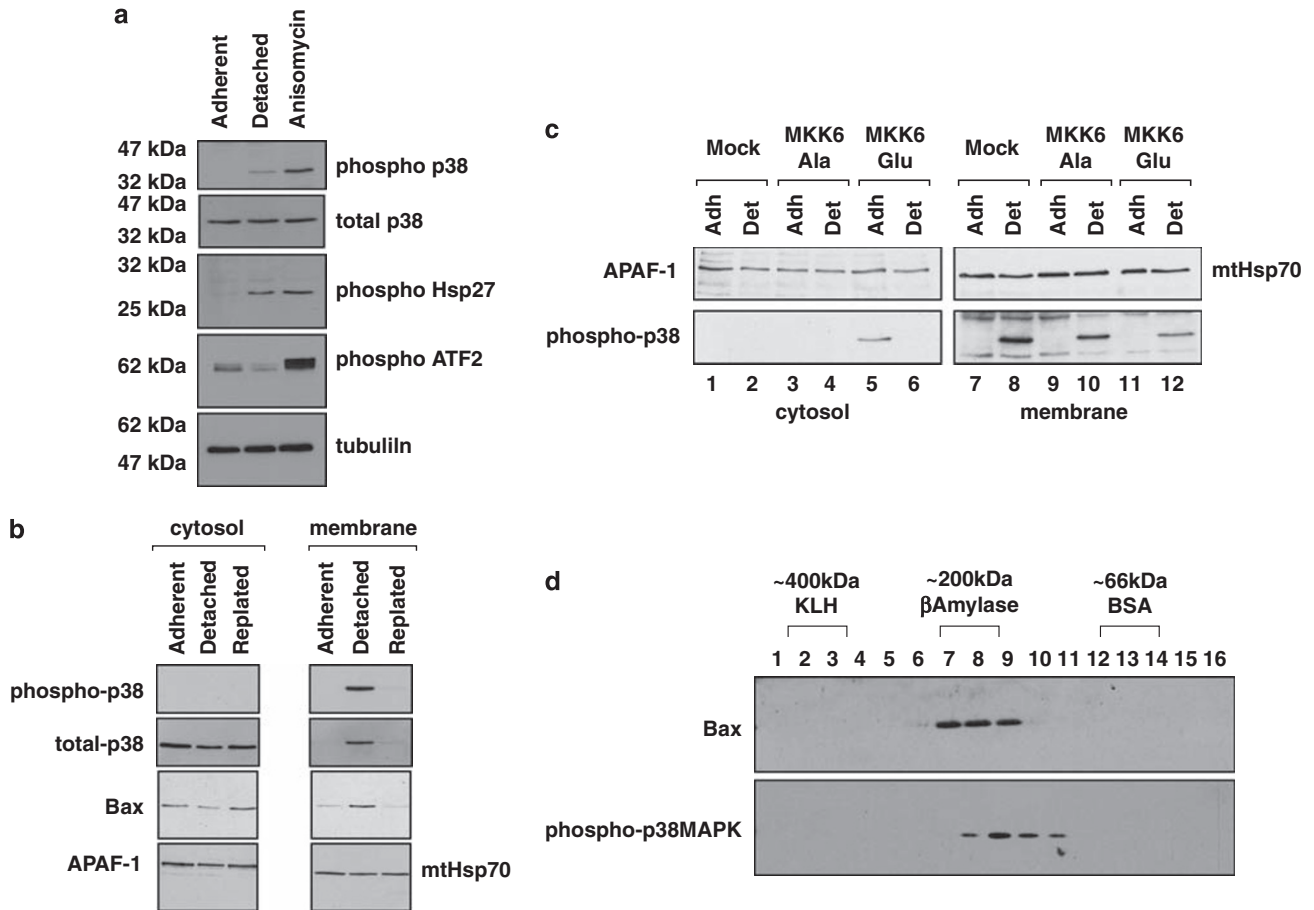 a
Adherent
Detached
Anisomycin
47 kDa
32 kDa
phospho p38
47 kDa
32 kDa
total p38
32 kDa
25 kDa
phospho Hsp27
62 kDa
phospho ATF2
62 kDa
47 kDa
tubuliln
b
cytosol
membrane
Adherent
Detached
Replated
Adherent
Detached
Replated
phospho-p38
total-p38
Bax
APAF-1
mtHsp70
c
Mock
MKK6 Ala
MKK6 Glu
Mock
MKK6 Ala
MKK6 Glu
Adh Det Adh Det Adh Det Adh Det Adh Det Adh Det
APAF-1
mtHsp70
phospho-p38
1 2 3 4 5 6 7 8 9 10 11 12
cytosol
membrane
d
~400kDa KLH
~200kDa βAmylase
~66kDa BSA
1 2 3 4 5 6 7 8 9 10 11 12 13 14 15 16
Bax
phospho-p38MAPK